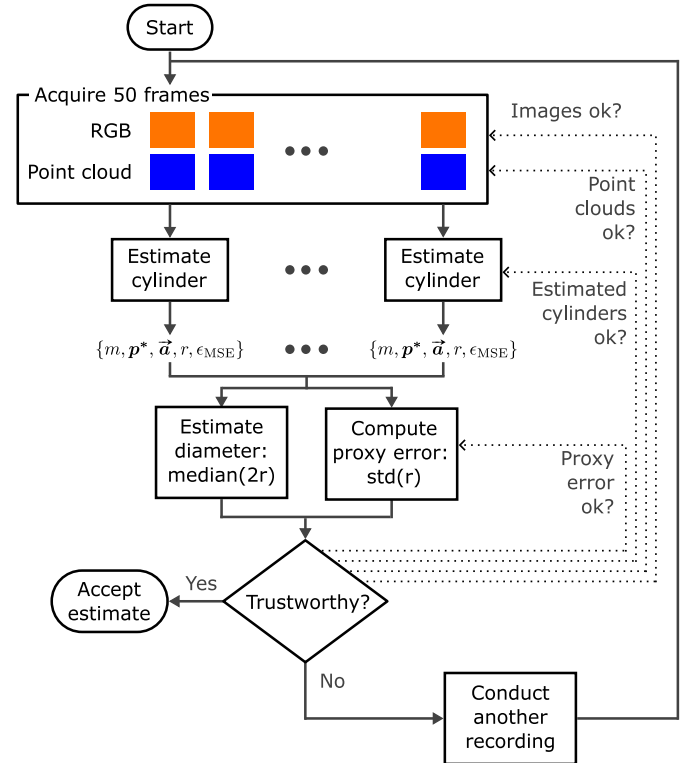 Start
Acquire 50 frames
RGB
Point cloud
Images ok?
Point
clouds
ok?
Estimate
cylinder
Estimate
cylinder
Estimated
cylinders
ok?
{m, p*, a⃗, r, ϵMSE}
{m, p*, a⃗, r, ϵMSE}
Estimate
diameter:
median(2r)
Compute
proxy error:
std(r)
Proxy
error
ok?
Trustworthy?
Yes
Accept
estimate
No
Conduct
another
recording